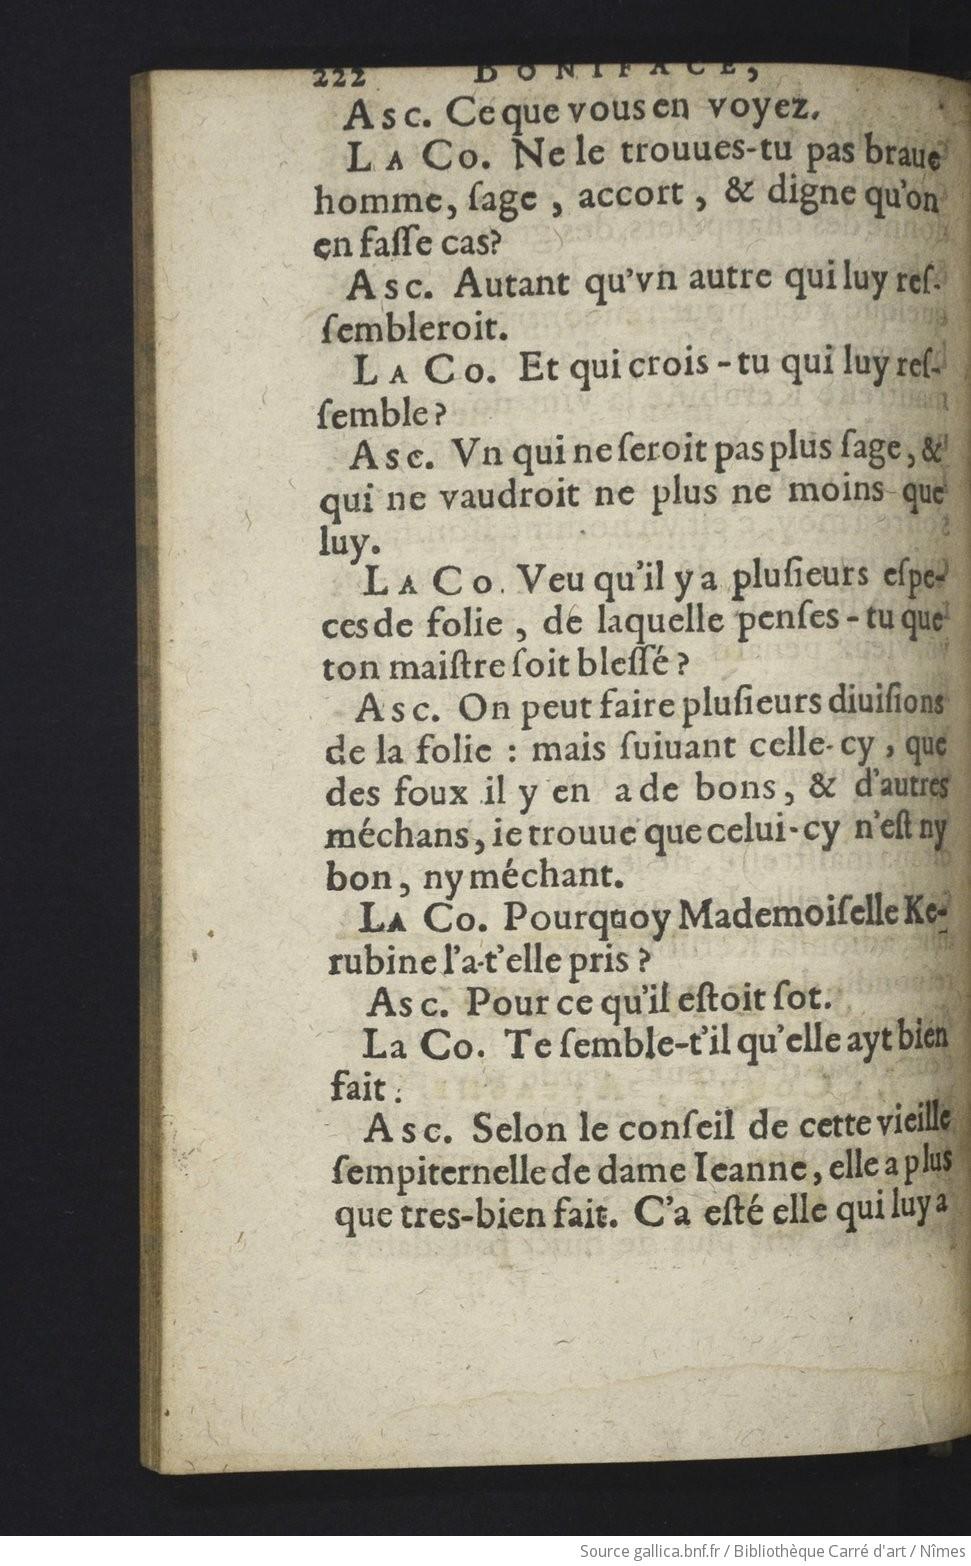 222 BONIFACE,
Asc. Ce que vous en voyez.
LA Co. Ne le trouues-tu pas braue
homme, ſage, accort, & digne qu'on
en faſſe cas?
Asc. Autant qu'vn autre qui luy reſ-
ſembleroit.
LA Co. Et qui crois-tu qui luy reſ-
ſemble?
Asc. Vn qui ne ſeroit pas plus ſage, &
qui ne vaudroit ne plus ne moins que
luy.
LA Co. Veu qu'il y a pluſieurs eſpe-
ces de folie, de laquelle penſes-tu que
ton maiſtre ſoit bleſſé?
Asc. On peut faire pluſieurs diuiſions
de la folie : mais ſuiuant celle-cy, que
des foux il y en a de bons, & d'autres
méchans, ie trouue que celui-cy n'eſt ny
bon, ny méchant.
LA Co. Pourquoy Mademoiſelle Ke-
rubine l'a-t'elle pris?
Asc. Pour ce qu'il eſtoit ſot.
La Co. Te ſemble-t'il qu'elle ayt bien
fait.
Asc. Selon le conſeil de cette vieille
ſempiternelle de dame Ieanne, elle a plus
que tres-bien fait. C'a eſté elle qui luy a
Source gallica.bnf.fr / Bibliothèque Carré d'art / Nîmes